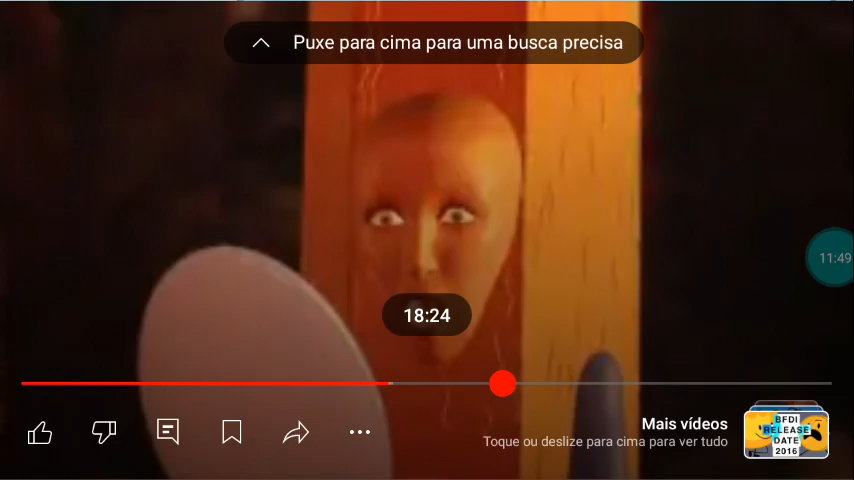 Puxe para cima para uma busca precisa
11:49
18:24
Mais vídeos
Toque ou deslize para cima para ver tudo
BFDI
RELEASE
DATE
2016